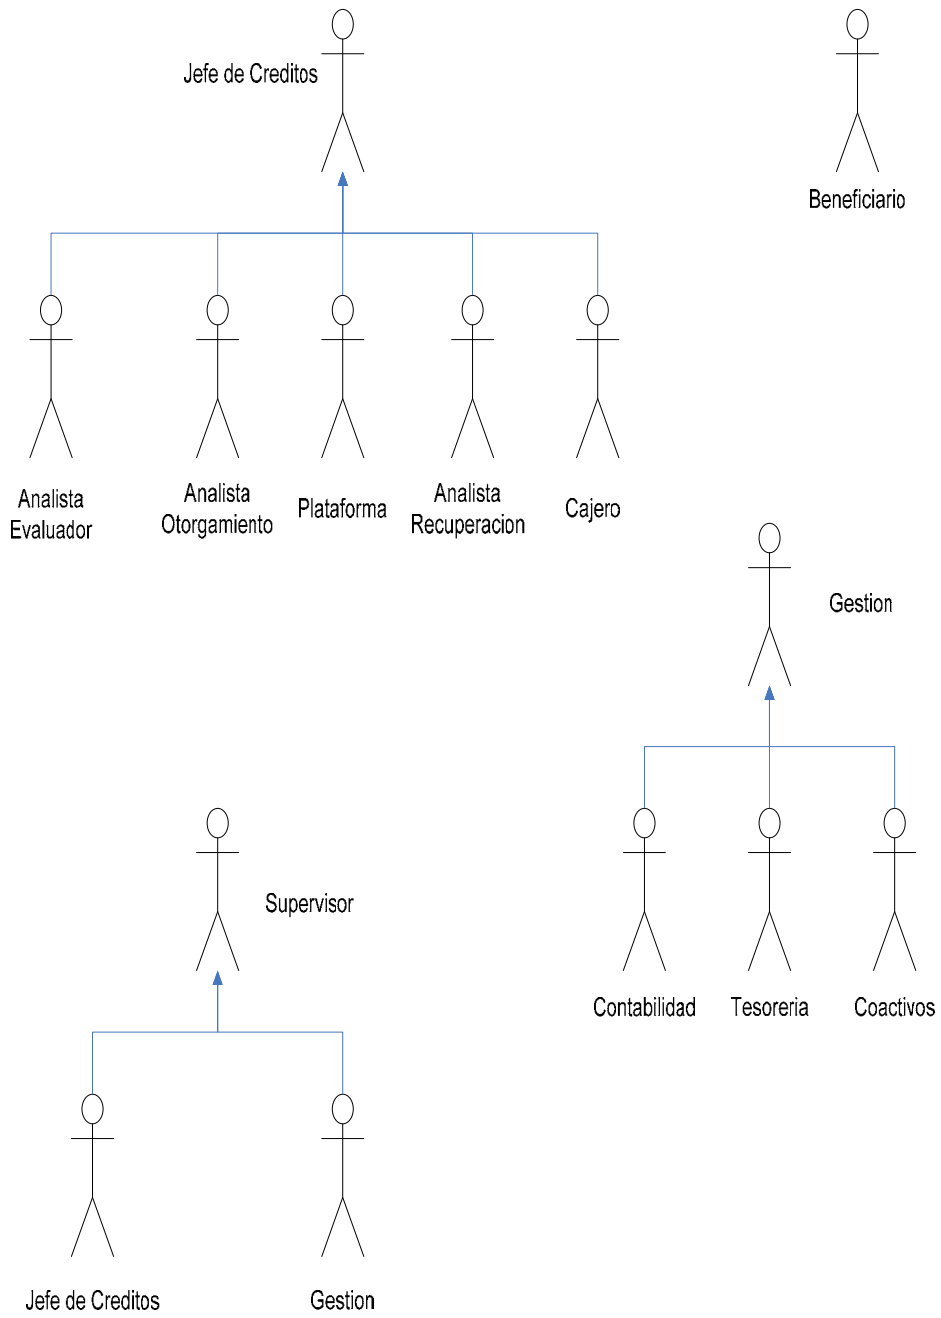 Jefe de Creditos
Beneficiario
Analista
Evaluador
Analista
Otorgamiento
Plataforma
Analista
Recuperacion
Cajero
Gestion
Supervisor
Contabilidad
Tesoreria
Coactivos
Jefe de Creditos
Gestion